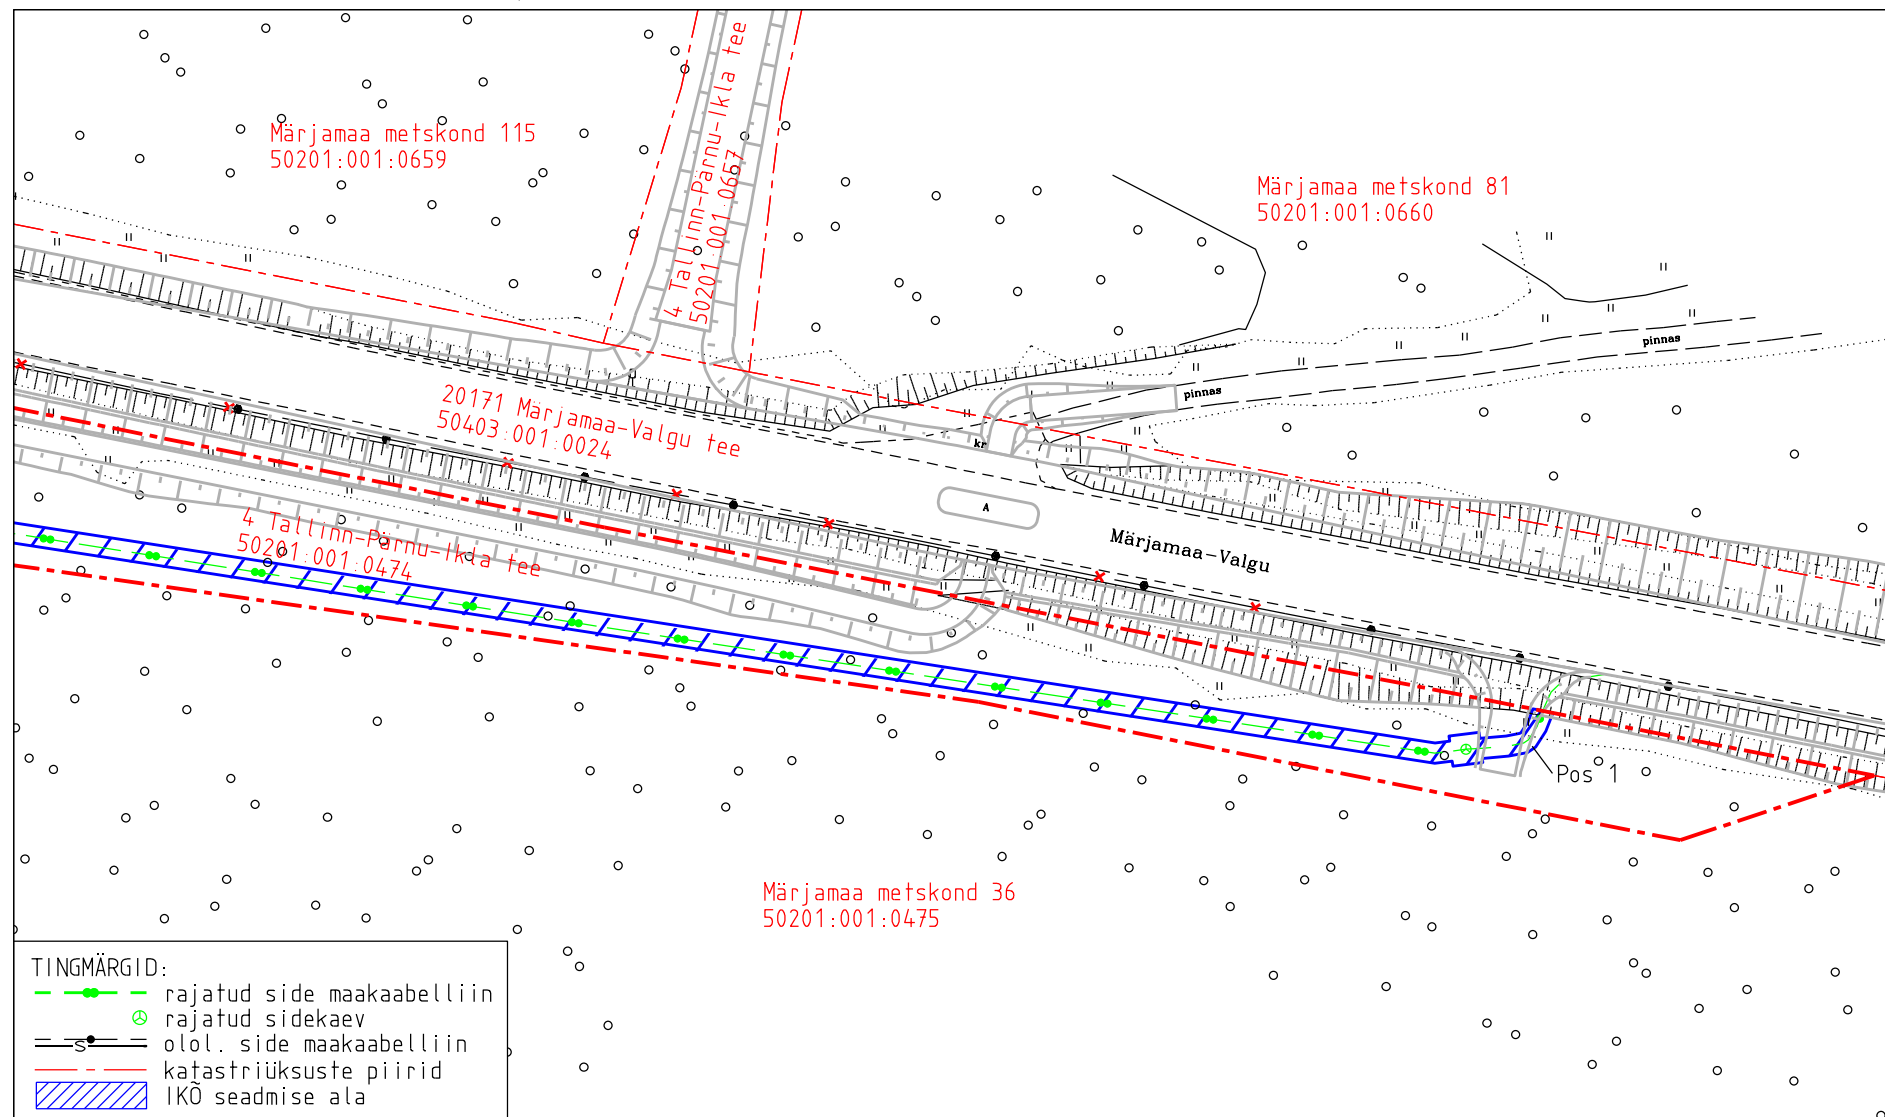 Märjamaa metskond 115
50201:001:0659
4 Tallinn-Pärnu-Ikla tee
50201:001:0657
Märjamaa metskond 81
50201:001:0660
pinnas
pinnas
20171 Märjamaa-Valgu tee
50403:001:0024
kr
A
Märjamaa-Valgu
4 Tallinn-Pärnu-Ikla tee
50201:001:0474
Pos 1
Märjamaa metskond 36
50201:001:0475
TINGMÄRGID:
rajatud side maakaabelliin
rajatud sidekaev
S
olol. side maakaabelliin
katastriüksuste piirid
IKÕ seadmise ala